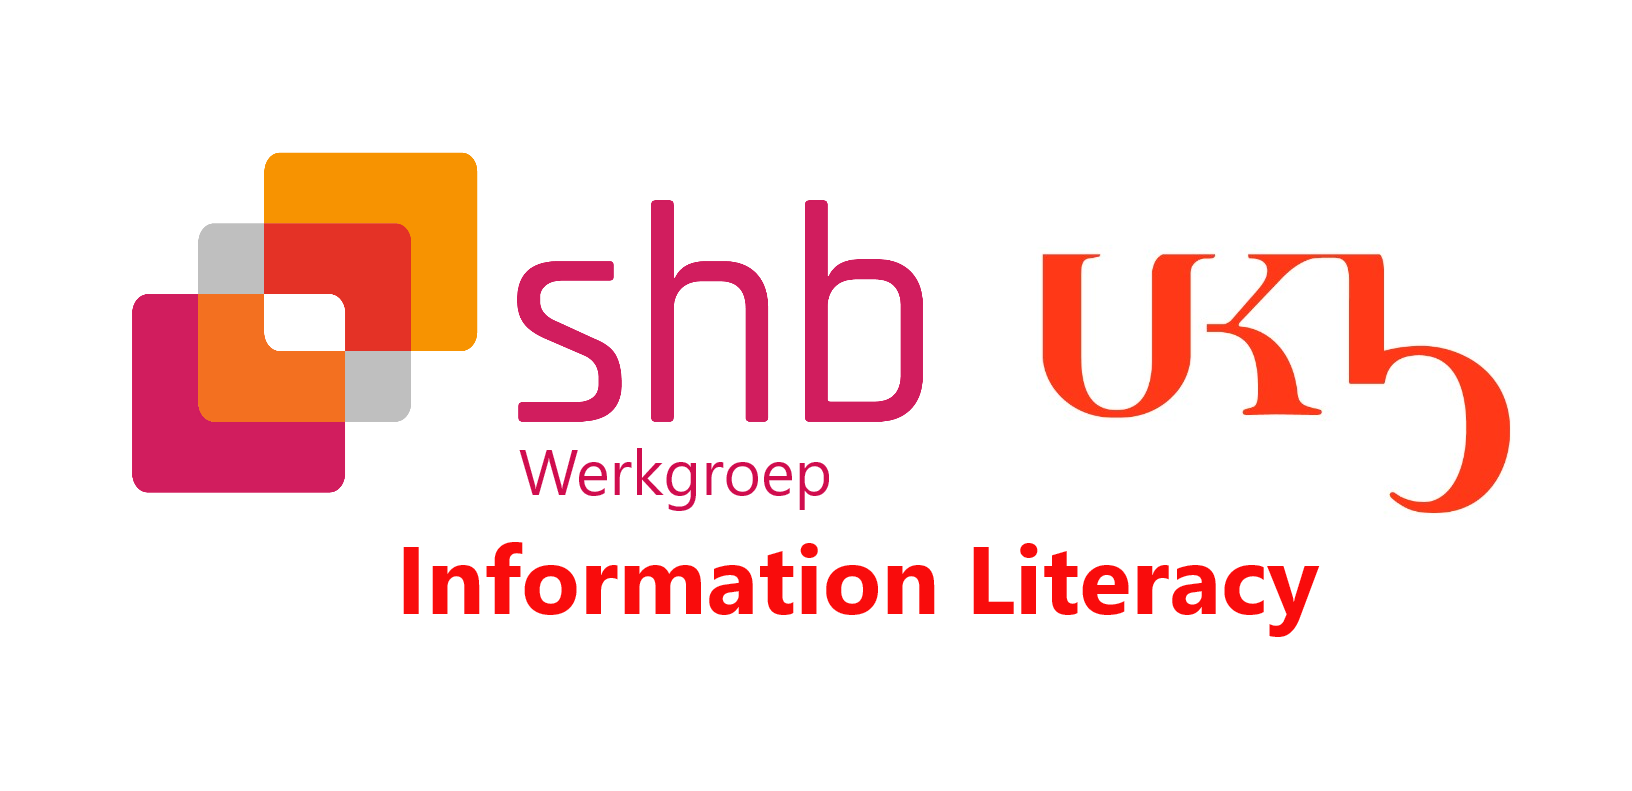 shb
ukb
Werkgroep
Information Literacy